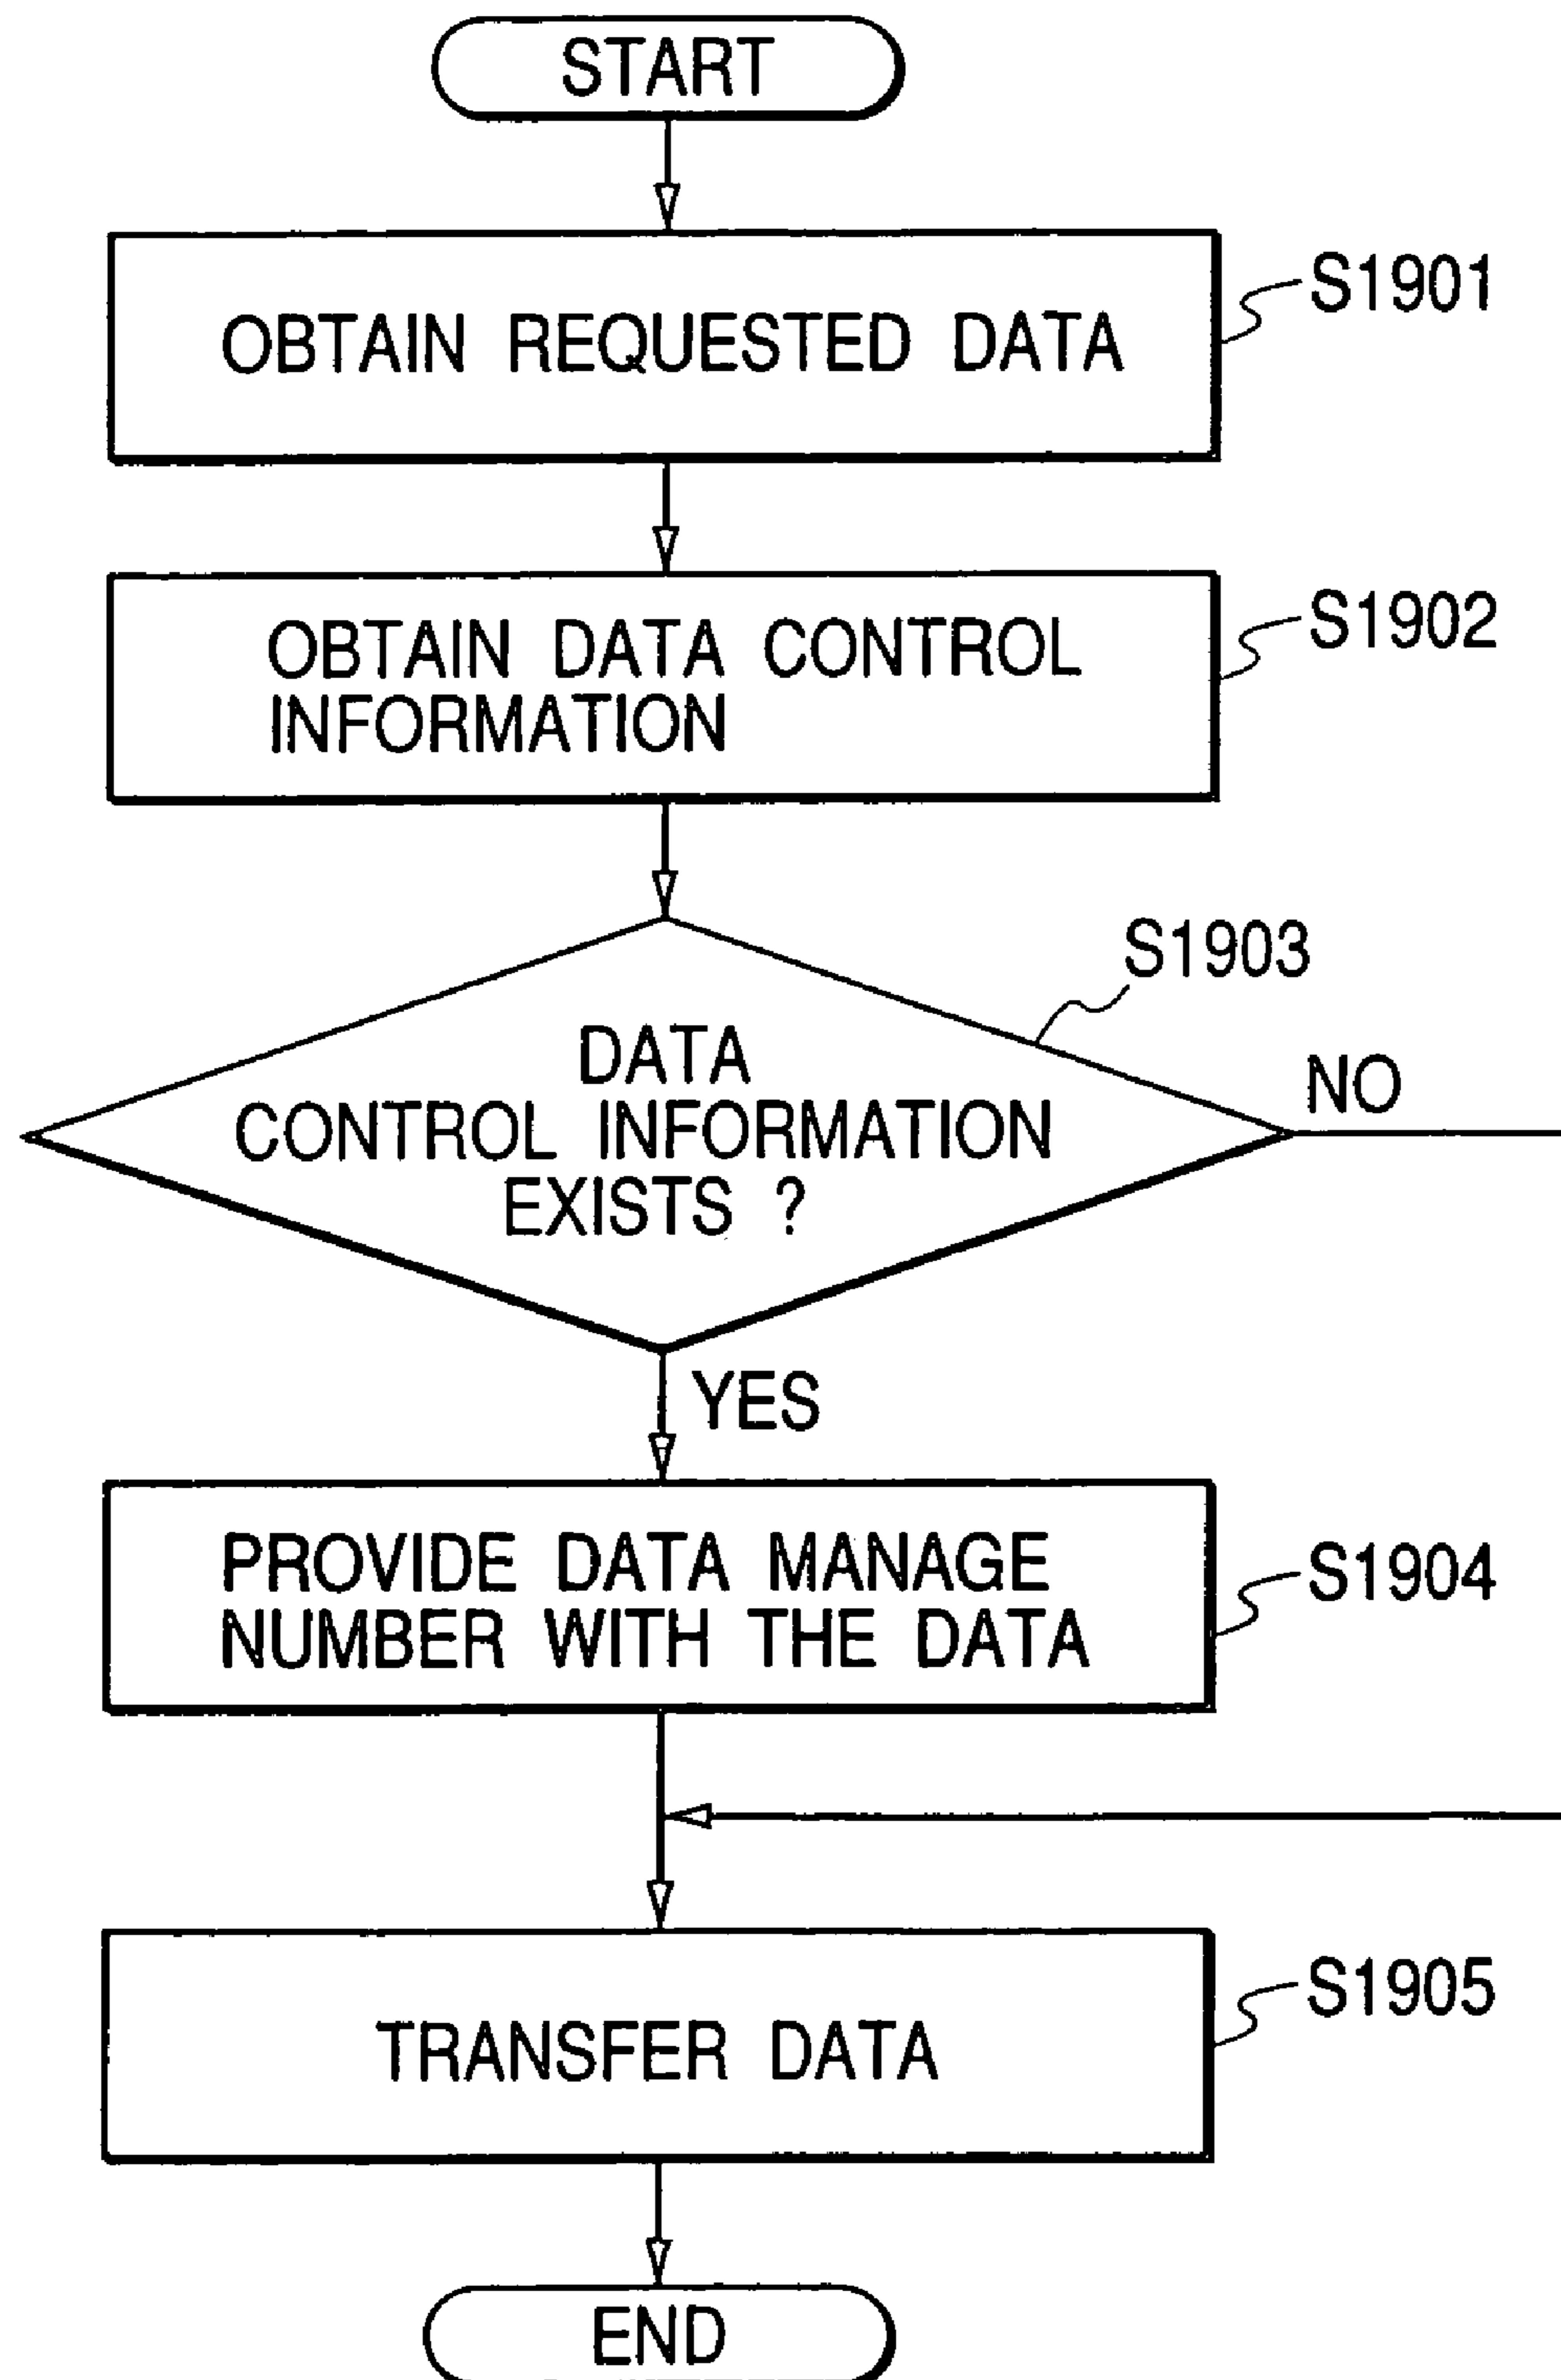 START
OBTAIN REQUESTED DATA
S1901
OBTAIN DATA CONTROL
INFORMATION
S1902
S1903
DATA
CONTROL INFORMATION
EXISTS ?
NO
YES
PROVIDE DATA MANAGE
NUMBER WITH THE DATA
S1904
TRANSFER DATA
S1905
END